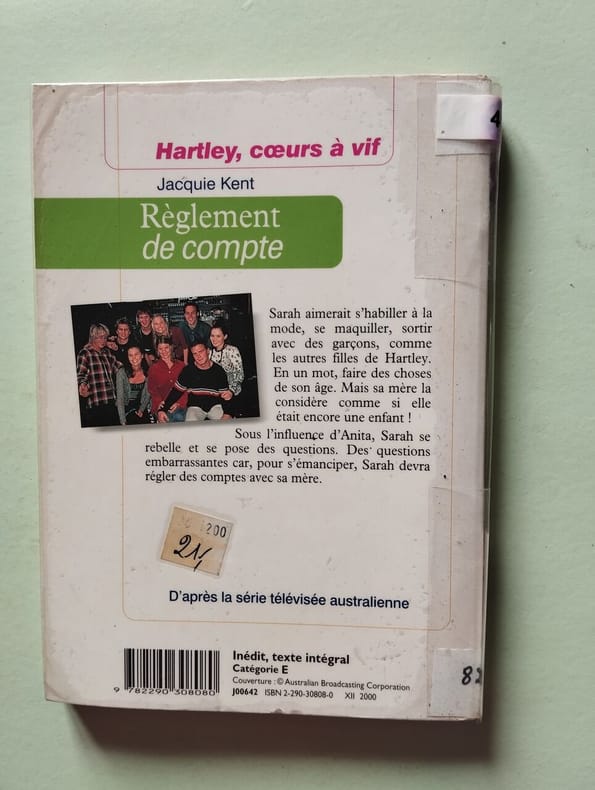 4
Hartley, cœurs à vif
Jacquie Kent
Règlement
de compte
Sarah aimerait s'habiller à la
mode, se maquiller, sortir
avec des garçons, comme
les autres filles de Hartley.
En un mot, faire des choses
de son âge. Mais sa mère la
considère comme si elle
était encore une enfant !
Sous l'influence d'Anita, Sarah se
rebelle et se pose des questions. Des questions
embarrassantes car, pour s'émanciper, Sarah devra
régler des comptes avec sa mère.
200
21,
D'après la série télévisée australienne
Inédit, texte intégral
Catégorie E
Couverture : © Australian Broadcasting Corporation
J00642 ISBN 2-290-30808-0 XII 2000
9 782290 308080
82